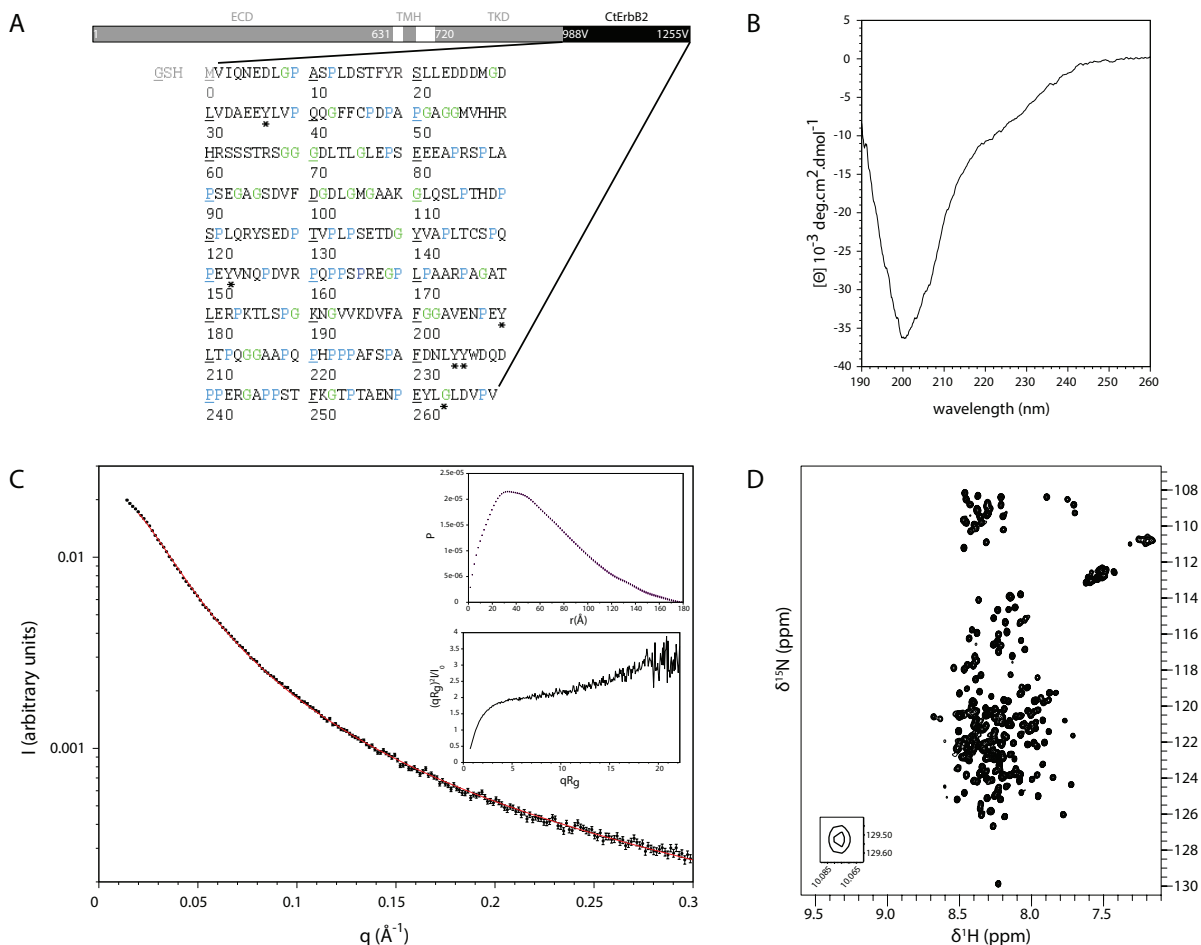 A
ECD TMH TKD CtErbB2
1 631 720 988V 1255V
GSH MVIQNEDLGP ASPLDSTFYR SLLEDDDMGD
0 10 20
LVDAEEYLVP QQGFFCPDPA PGAGGMVHHR
*
30 40 50
HRSSSTRSGG GDLTLGLEPS EEEAPRSPLA
60 70 80
PSEGAGSDVF DGDLGMGAAK GLQSLPTHDP
90 100 110
SPLQRYSEDP TVPLPSETDG YVAPLTCSPQ
120 130 140
PEYVNQPDVR PQPPSPREGP LPAARPAGAT
*
150 160 170
LERPKTLSPG KNGVVKDVFA FGGAVENPEY
*
180 190 200
LTPQGGAAPQ PHPPPAFSPA FDNLYYWDQD
**
210 220 230
PPERGAPPST FKGTPTAENP EYLGLDVPV
*
240 250 260
B
5
0
-5
-10
-15
-20
-25
-30
-35
-40
[Θ] 10⁻³ deg.cm².dmol⁻¹
190 200 210 220 230 240 250 260
wavelength (nm)
C
0.01
0.001
I (arbitrary units)
0 0.05 0.1 0.15 0.2 0.25 0.3
q (Å⁻¹)
2.5e-05
2e-05
1.5e-05
1e-05
5e-06
0
P
0 20 40 60 80 100 120 140 160 180
r(Å)
4
3.5
3
2.5
2
1.5
1
0.5
0
(qRg)²I/I₀
5 10 15 20
qRg
D
108
110
112
114
116
118
120
122
124
126
128
130
δ¹⁵N (ppm)
129.50
129.60
10.085 10.065
9.5 9.0 8.5 8.0 7.5
δ¹H (ppm)